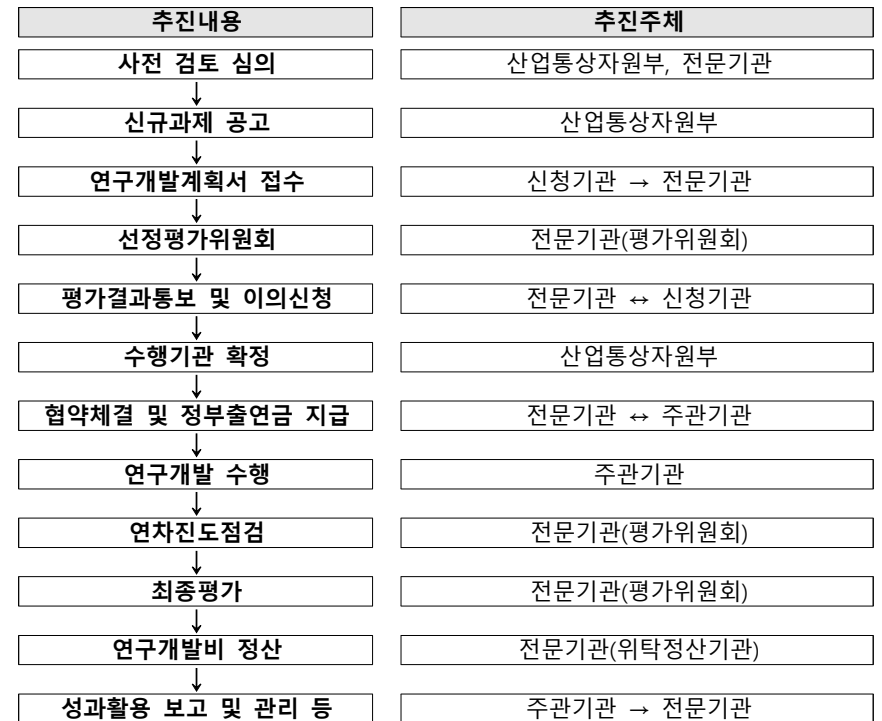 추진내용 추진주체
사전 검토 심의 산업통상자원부, 전문기관
↓
신규과제 공고 산업통상자원부
↓
연구개발계획서 접수 신청기관 → 전문기관
↓
선정평가위원회 전문기관(평가위원회)
↓
평가결과통보 및 이의신청 전문기관 ↔ 신청기관
↓
수행기관 확정 산업통상자원부
↓
협약체결 및 정부출연금 지급 전문기관 ↔ 주관기관
↓
연구개발 수행 주관기관
↓
연차진도점검 전문기관(평가위원회)
↓
최종평가 전문기관(평가위원회)
↓
연구개발비 정산 전문기관(위탁정산기관)
↓
성과활용 보고 및 관리 등 주관기관 → 전문기관